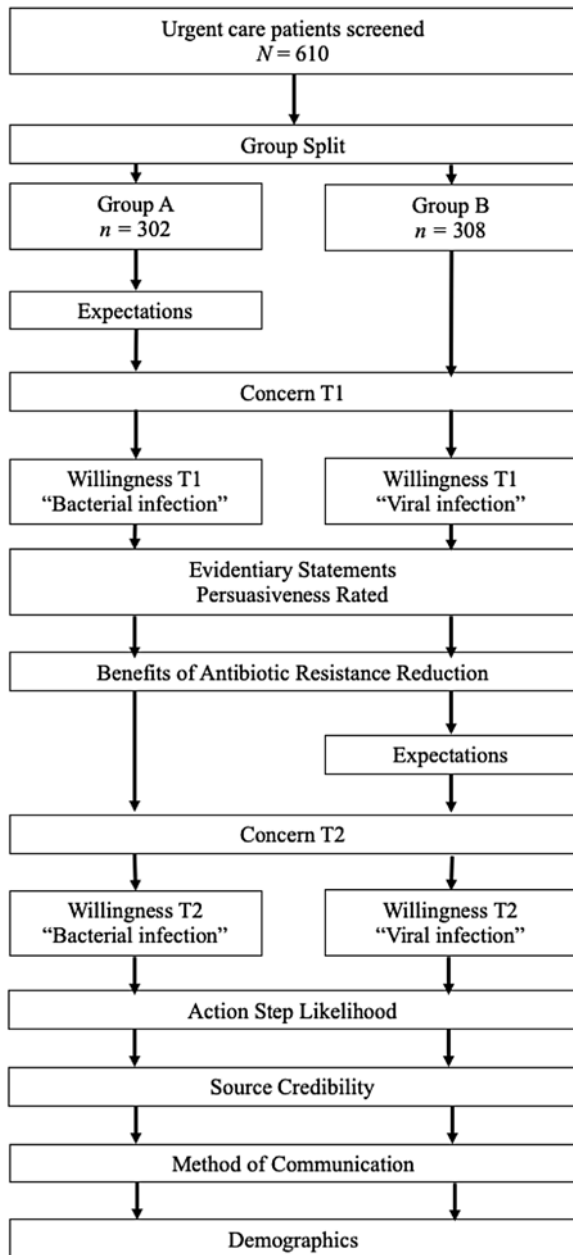 Urgent care patients screened
N = 610
Group Split
Group A
n = 302
Group B
n = 308
Expectations
Concern T1
Willingness T1
“Bacterial infection”
Willingness T1
“Viral infection”
Evidentiary Statements
Persuasiveness Rated
Benefits of Antibiotic Resistance Reduction
Expectations
Concern T2
Willingness T2
“Bacterial infection”
Willingness T2
“Viral infection”
Action Step Likelihood
Source Credibility
Method of Communication
Demographics